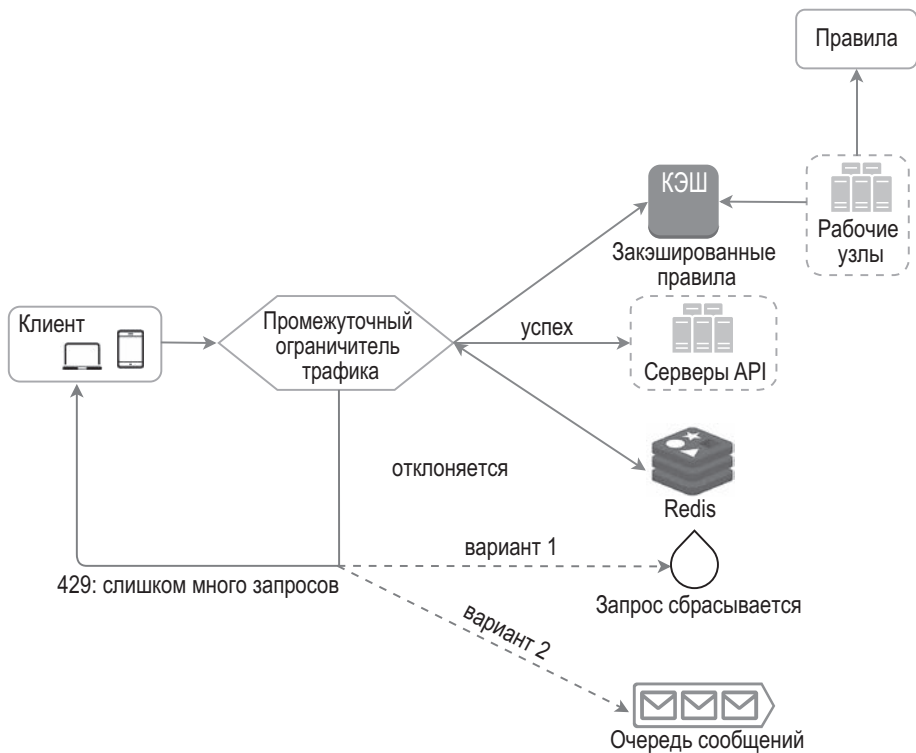 Правила
КЭШ
Рабочие
узлы
Закэшированные
правила
Клиент
Промежуточный
ограничитель
трафика
успех
Серверы API
отклоняется
Redis
вариант 1
429: слишком много запросов
Запрос сбрасывается
вариант 2
Очередь сообщений